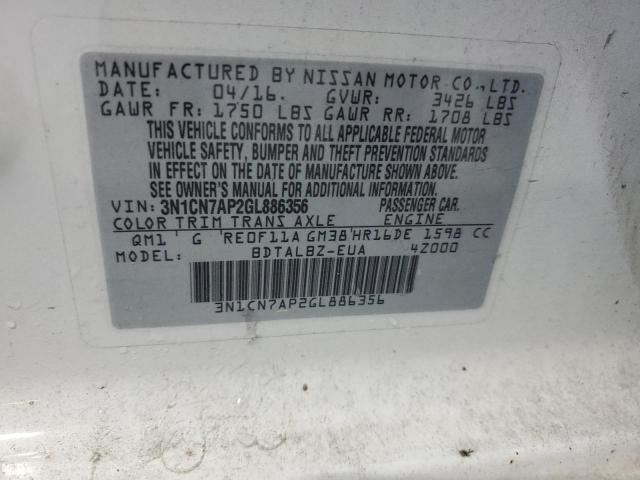 MANUFACTURED BY NISSAN MOTOR CO., LTD.
DATE: 04/16. GVWR: 3426 LBS
GAWR FR: 1750 LBS GAWR RR: 1708 LBS
THIS VEHICLE CONFORMS TO ALL APPLICABLE FEDERAL MOTOR
VEHICLE SAFETY, BUMPER AND THEFT PREVENTION STANDARDS
IN EFFECT ON THE DATE OF MANUFACTURE SHOWN ABOVE.
SEE OWNER'S MANUAL FOR ADDITIONAL INFORMATION.
VIN: 3N1CN7AP2GL886356 PASSENGER CAR.
COLOR TRIM TRANS AXLE ENGINE
QM1 ' G 'RE0F11A GM38'HR16DE 1598 CC
MODEL: BDTALBZ-EUA 4Z000
3N1CN7AP2GL886356